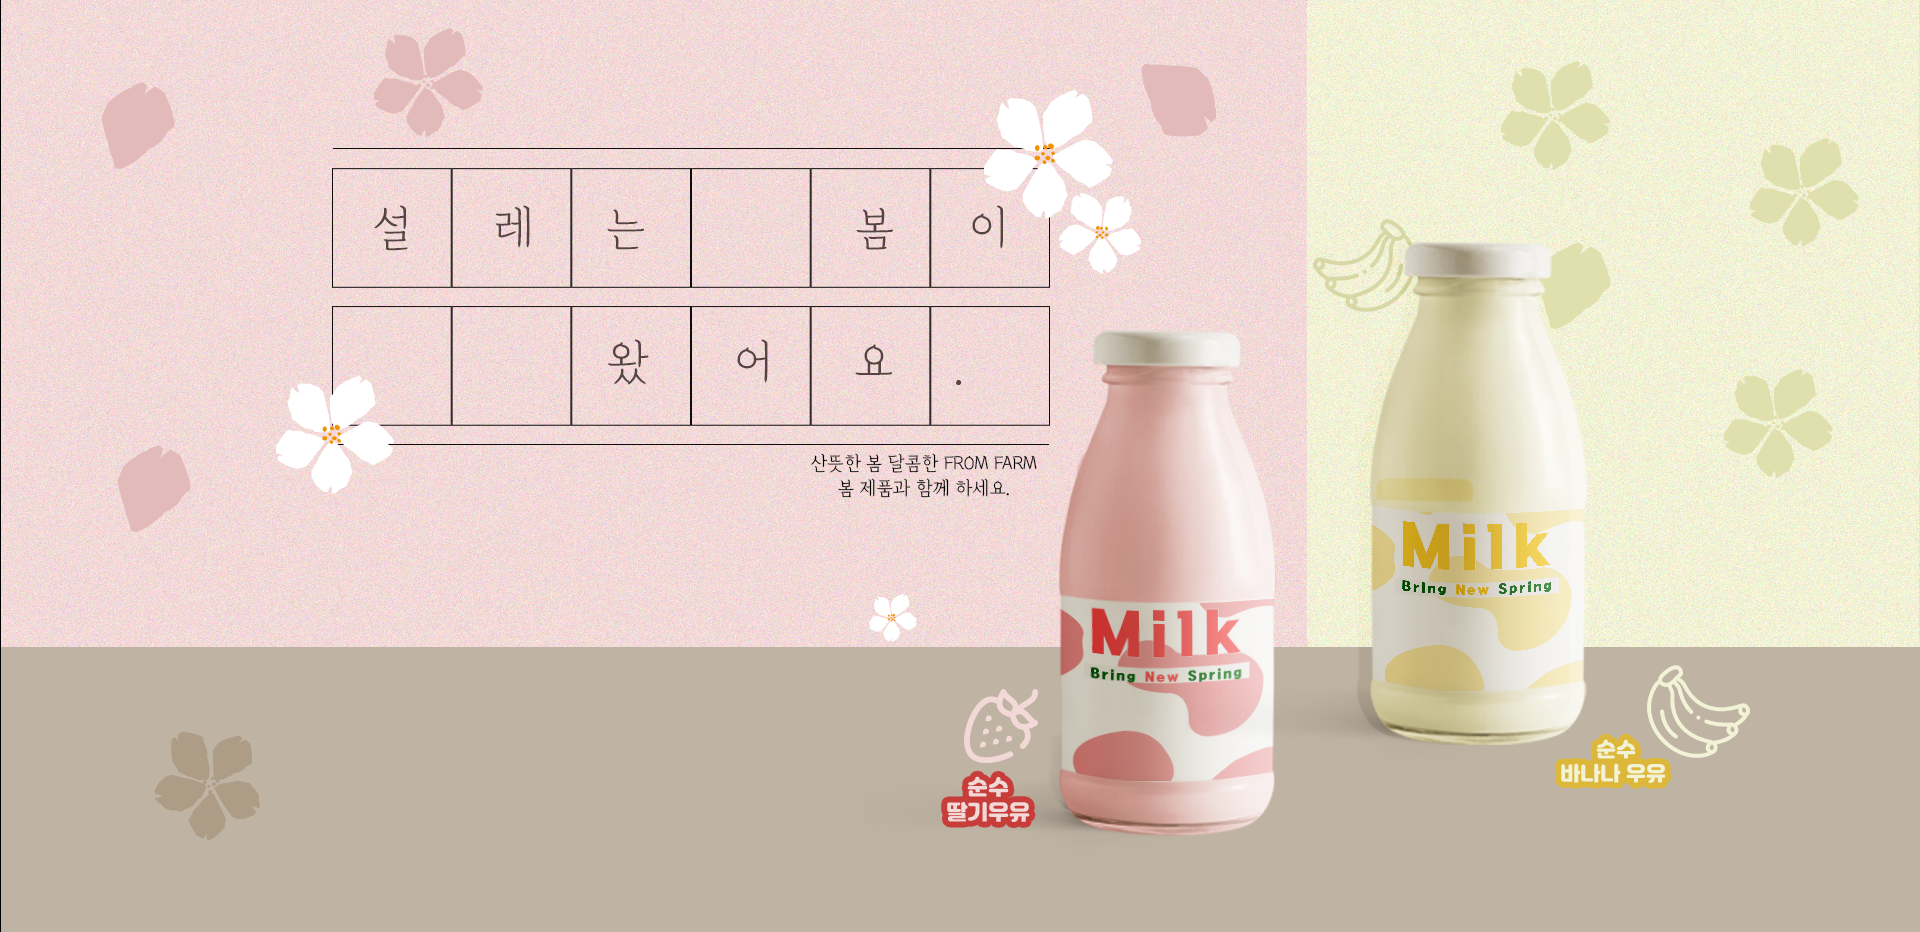 설레는 봄이
왔어요.
산뜻한 봄 달콤한 FROM FARM
봄 제품과 함께 하세요.
Milk
Bring New Spring
Milk
Bring New Spring
순수
딸기우유
순수
바나나 우유